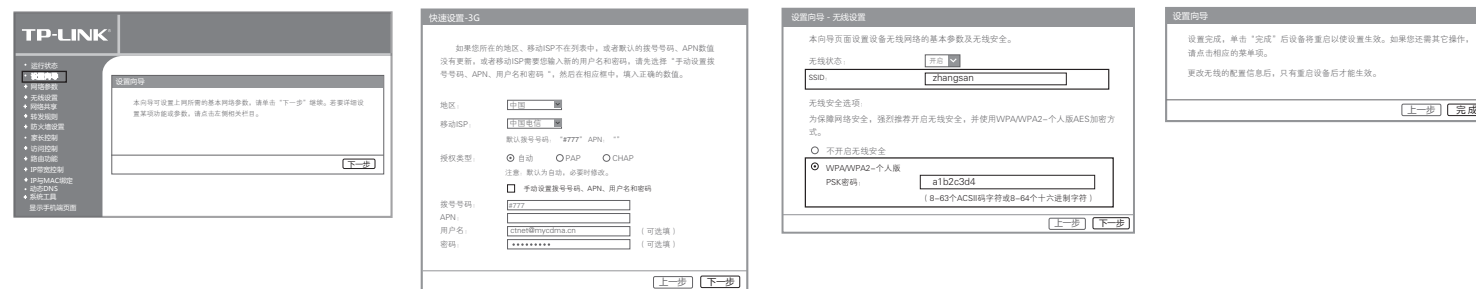 TP-LINK
运行状态
设置向导
网络参数
无线设置
网络共享
转发规则
防火墙设置
家长控制
访问控制
路由功能
IP带宽控制
IP与MAC绑定
动态DNS
系统工具
显示手机端页面
设置向导
本向导可设置上网所需的基本网络参数，请单击“下一步”继续。若要详细设
置某项功能或参数，请点击左侧相关栏目。
下一步
快速设置-3G
如果您所在的地区、移动ISP不在列表中，或者默认的拨号号码、APN数值
没有更新，或者移动ISP需要您输入新的用户名和密码，请先选择“手动设置拨
号号码、APN、用户名和密码 “，然后在相应框中，填入正确的数值。
地区： 中国
移动ISP： 中国电信
默认拨号号码： “#777” APN： “”
授权类型： 自动 PAP CHAP
注意：默认为自动，必要时修改。
手动设置拨号号码、APN、用户名和密码
拨号号码： #777
APN：
用户名： ctnet@mycdma.cn （可选填）
密码： ••••••••• （可选填）
上一步 下一步
设置向导 - 无线设置
本向导页面设置设备无线网络的基本参数及无线安全。
无线状态： 开启
SSID： zhangsan
无线安全选项：
为保障网络安全，强烈推荐开启无线安全，并使用WPA/WPA2-个人版AES加密方
式。
不开启无线安全
WPA/WPA2-个人版
PSK密码： a1b2c3d4
（8-63个ACSII码字符或8-64个十六进制字符）
上一步 下一步
设置向导
设置完成，单击“完成”后设备将重启以使设置生效。如果您还需其它操作，
请点击相应的菜单项。
更改无线的配置信息后，只有重启设备后才能生效。
上一步 完成